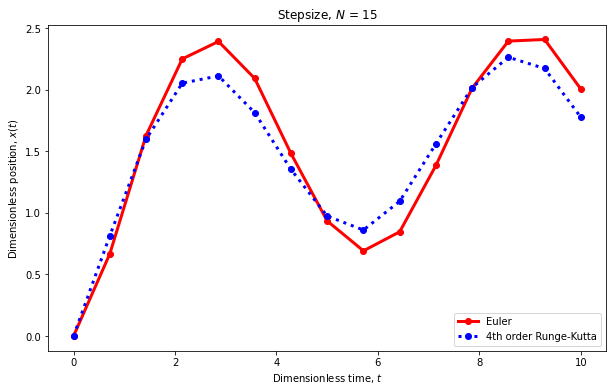 Stepsize, N = 15
Dimensionless position, x(t)
2.5
2.0
1.5
1.0
0.5
0.0
0 2 4 6 8 10
Dimensionless time, t
Euler
4th order Runge-Kutta